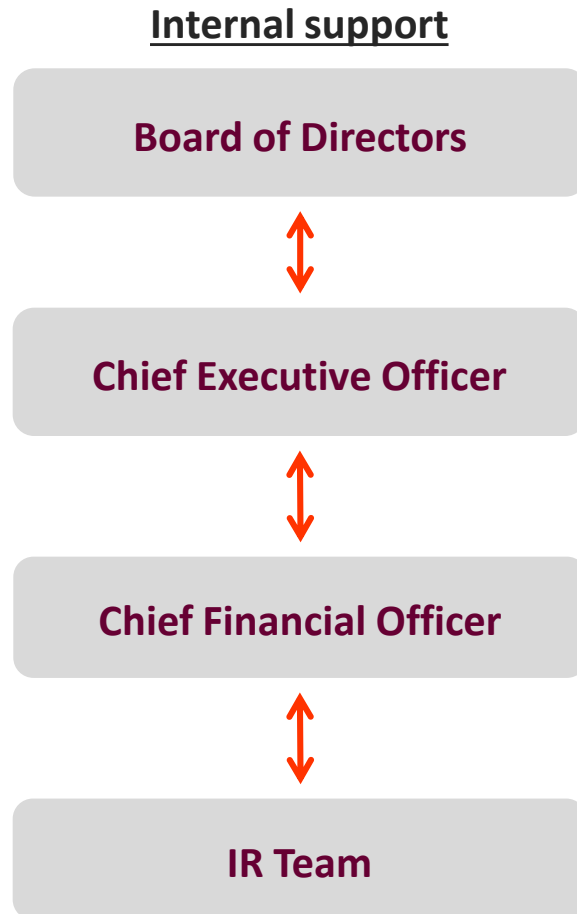 Internal support
Board of Directors
Chief Executive Officer
Chief Financial Officer
IR Team